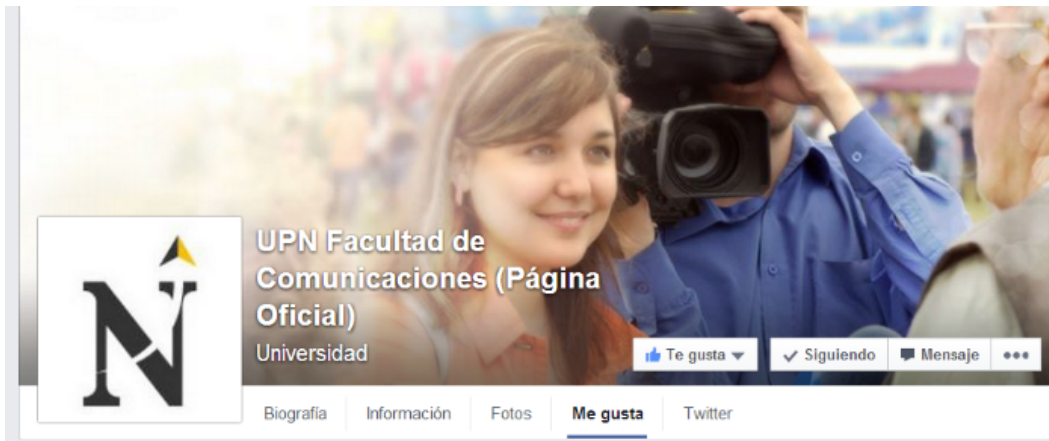 UPN Facultad de
Comunicaciones (Página
Oficial)
Universidad
Te gusta
Siguiendo
Mensaje
Biografía
Información
Fotos
Me gusta
Twitter
N